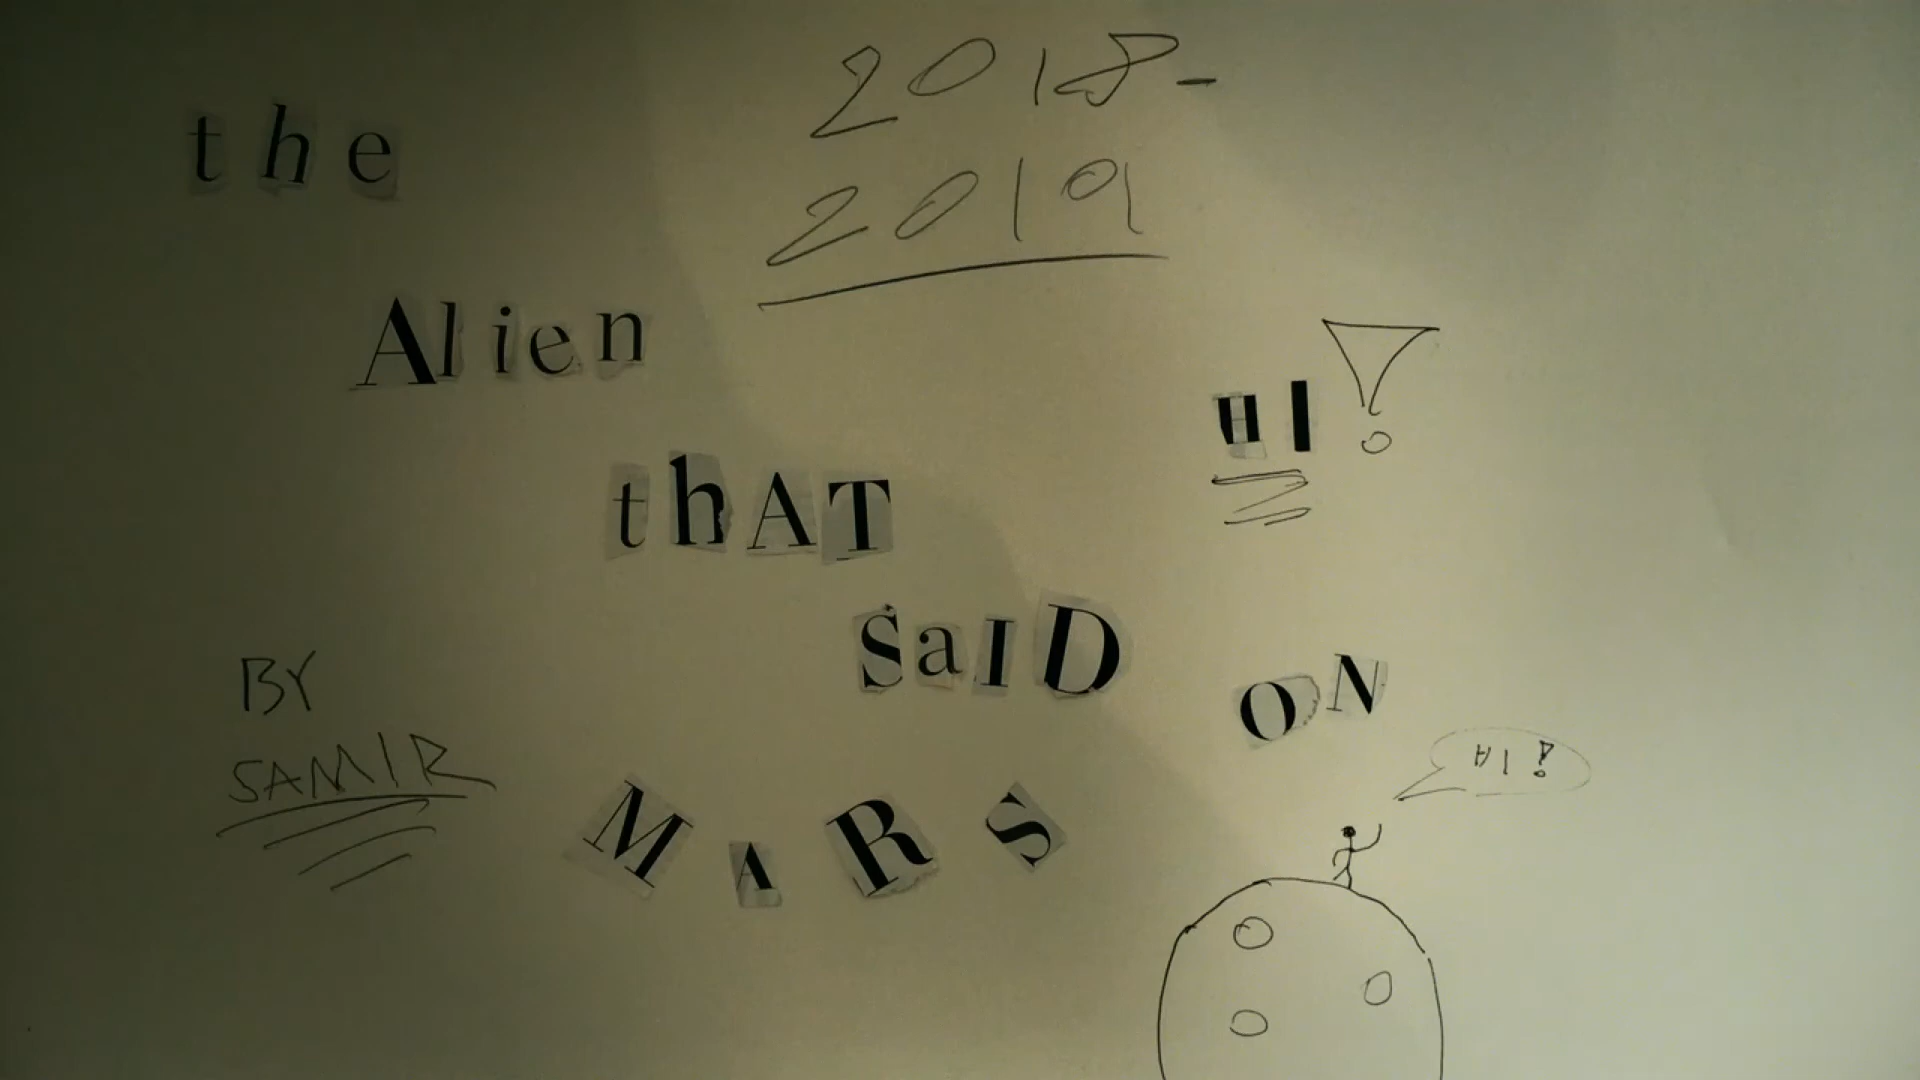 2018-
2019
the
Alien
thAT
SaID
HI!
ON
MARS
BY
SAMIR
HI!